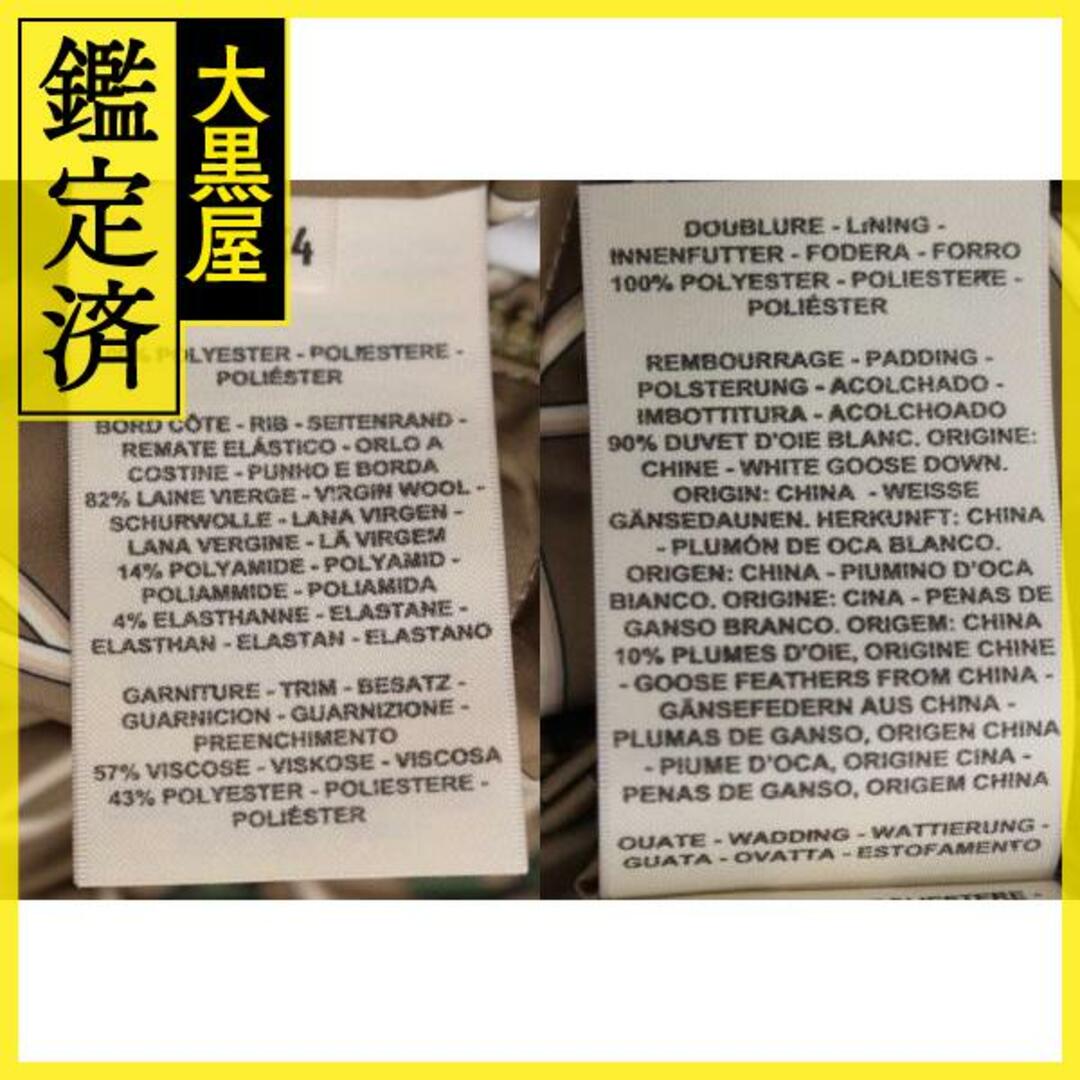 鑑定済
大黒屋
4
POLYESTER - POLIESTERE -
POLIÉSTER
BORD CÔTE - RIB - SEITENRAND -
REMATE ELÁSTICO - ORLO A
COSTINE - PUNHO E BORDA
82% LAINE VIERGE - VIRGIN WOOL -
SCHURWOLLE - LANA VIRGEN -
LANA VERGINE - LÃ VIRGEM
14% POLYAMIDE - POLYAMID -
POLIAMMIDE - POLIAMIDA
4% ELASTHANNE - ELASTANE -
ELASTHAN - ELASTAN - ELASTANO
GARNITURE - TRIM - BESATZ -
GUARNICION - GUARNIZIONE -
PREENCHIMENTO
57% VISCOSE - VISKOSE - VISCOSA
43% POLYESTER - POLIESTERE -
POLIÉSTER
DOUBLURE - LINING -
INNENFUTTER - FODERA - FORRO
100% POLYESTER - POLIESTERE -
POLIÉSTER
REMBOURRAGE - PADDING -
POLSTERUNG - ACOLCHADO -
IMBOTTITURA - ACOLCHOADO
90% DUVET D'OIE BLANC. ORIGINE:
CHINE - WHITE GOOSE DOWN.
ORIGIN: CHINA - WEISSE
GÄNSEDAUNEN. HERKUNFT: CHINA
- PLUMÓN DE OCA BLANCO.
ORIGEN: CHINA - PIUMINO D'OCA
BIANCO. ORIGINE: CINA - PENAS DE
GANSO BRANCO. ORIGEM: CHINA
10% PLUMES D'OIE, ORIGINE CHINE
- GOOSE FEATHERS FROM CHINA -
GÄNSEFEDERN AUS CHINA -
PLUMAS DE GANSO, ORIGEN CHINA
- PIUME D'OCA, ORIGINE CINA -
PENAS DE GANSO, ORIGEM CHINA
OUATE - WADDING - WATTIERUNG -
GUATA - OVATTA - ESTOFAMENTO